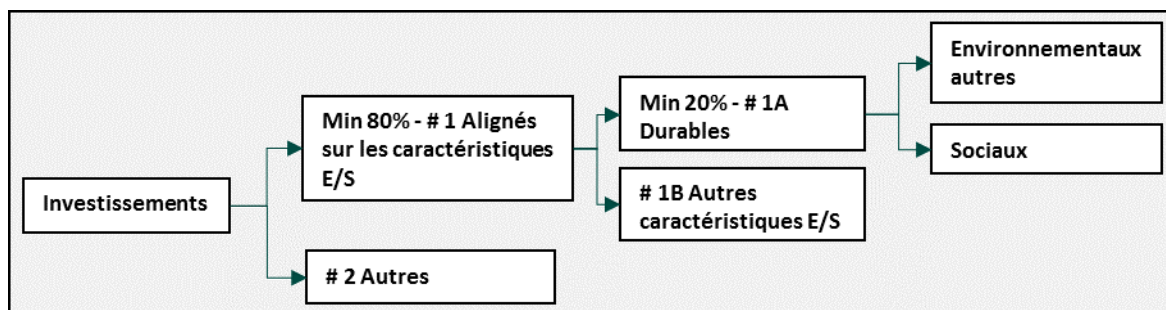 Investissements
Min 80% - # 1 Alignés
sur les caractéristiques
E/S
# 2 Autres
Min 20% - # 1A
Durables
# 1B Autres
caractéristiques E/S
Environnementaux
autres
Sociaux